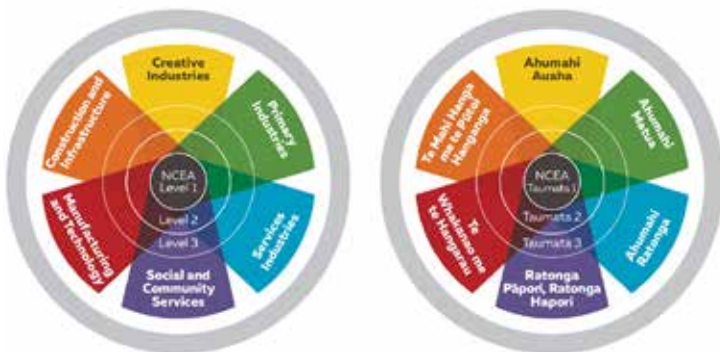 Creative
Industries
Construction and
Infrastructure
Primary
Industries
NCEA
Level 1
Level 2
Level 3
Manufacturing
and Technology
Services
Industries
Social and
Community
Services
Ahumahi
Auaha
Te Mahi Hanga
me te Pūroi
Hanganga
Ahumahi
Matua
NCEA
Taumata 1
Taumata 2
Taumata 3
Te
Whakanao me
te Hangarau
Ahumahi
Ratonga
Ratonga
Pāpori, Ratonga
Hapori